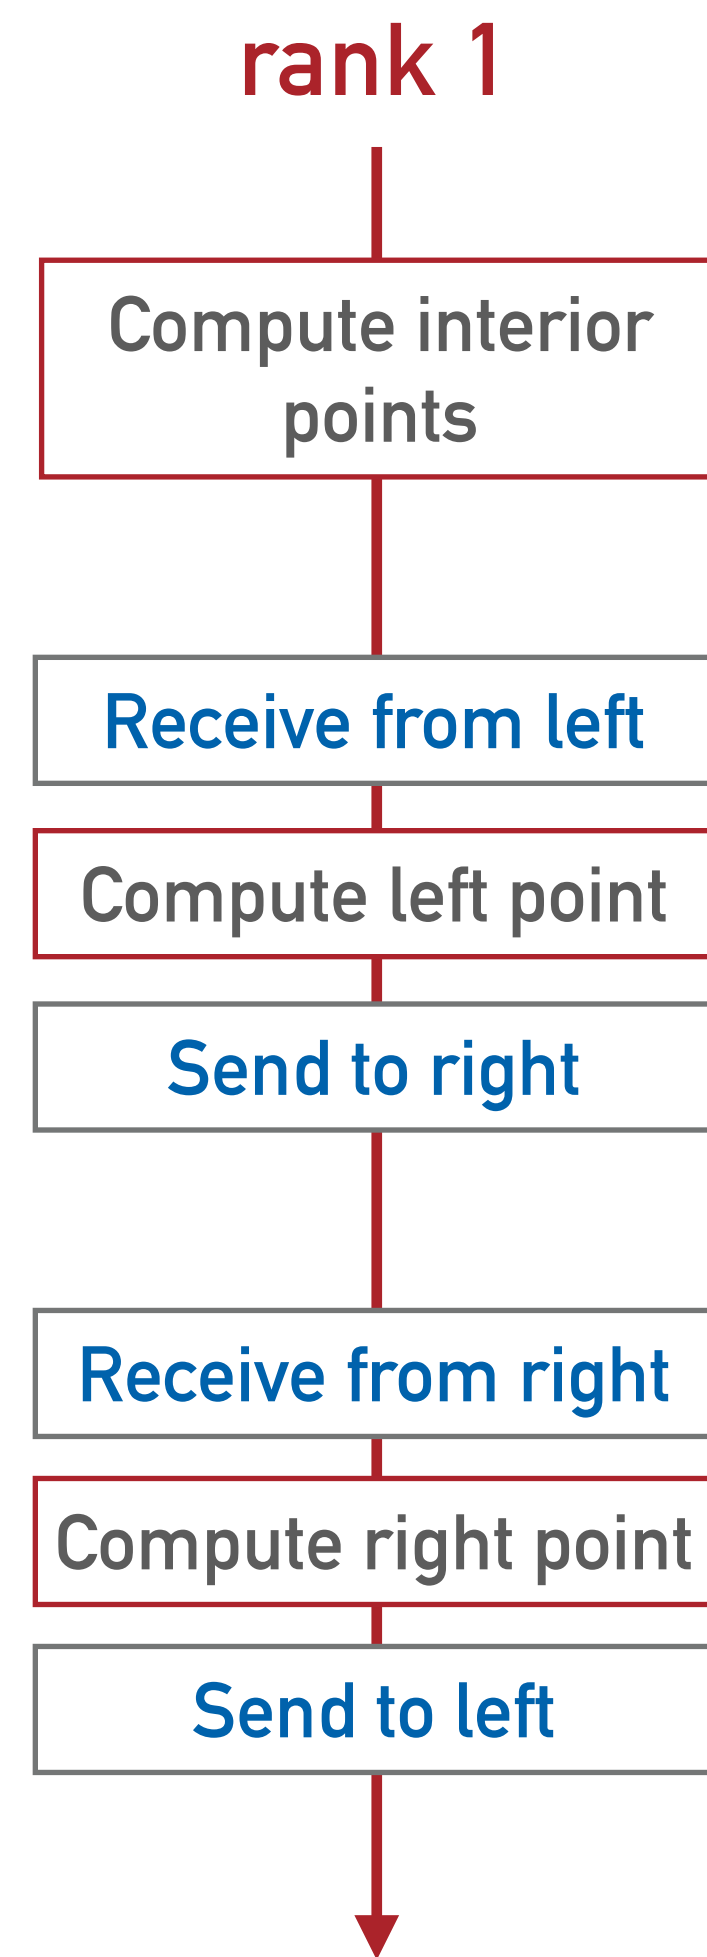 rank 1
Compute interior
points
Receive from left
Compute left point
Send to right
Receive from right
Compute right point
Send to left